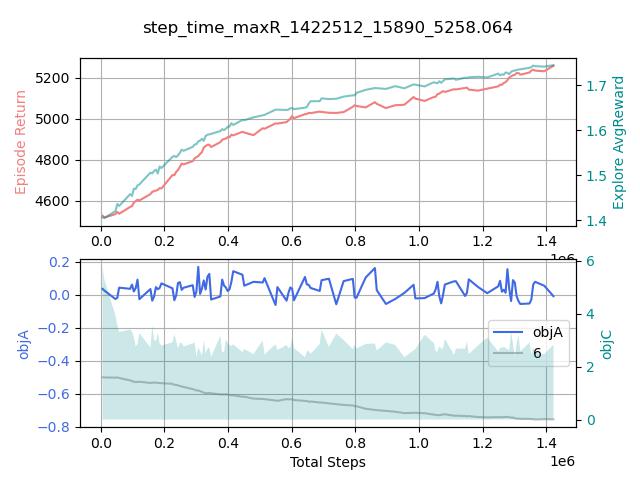 step_time_maxR_1422512_15890_5258.064
Episode Return
5200
5000
4800
4600
1.7
1.6
1.5
1.4
Explore AvgReward
0.0 0.2 0.4 0.6 0.8 1.0 1.2 1.4
1e6
objA
0.2
0.0
−0.2
−0.4
−0.6
−0.8
objA
6
6
4
2
0
objC
0.0 0.2 0.4 0.6 0.8 1.0 1.2 1.4
Total Steps 1e6